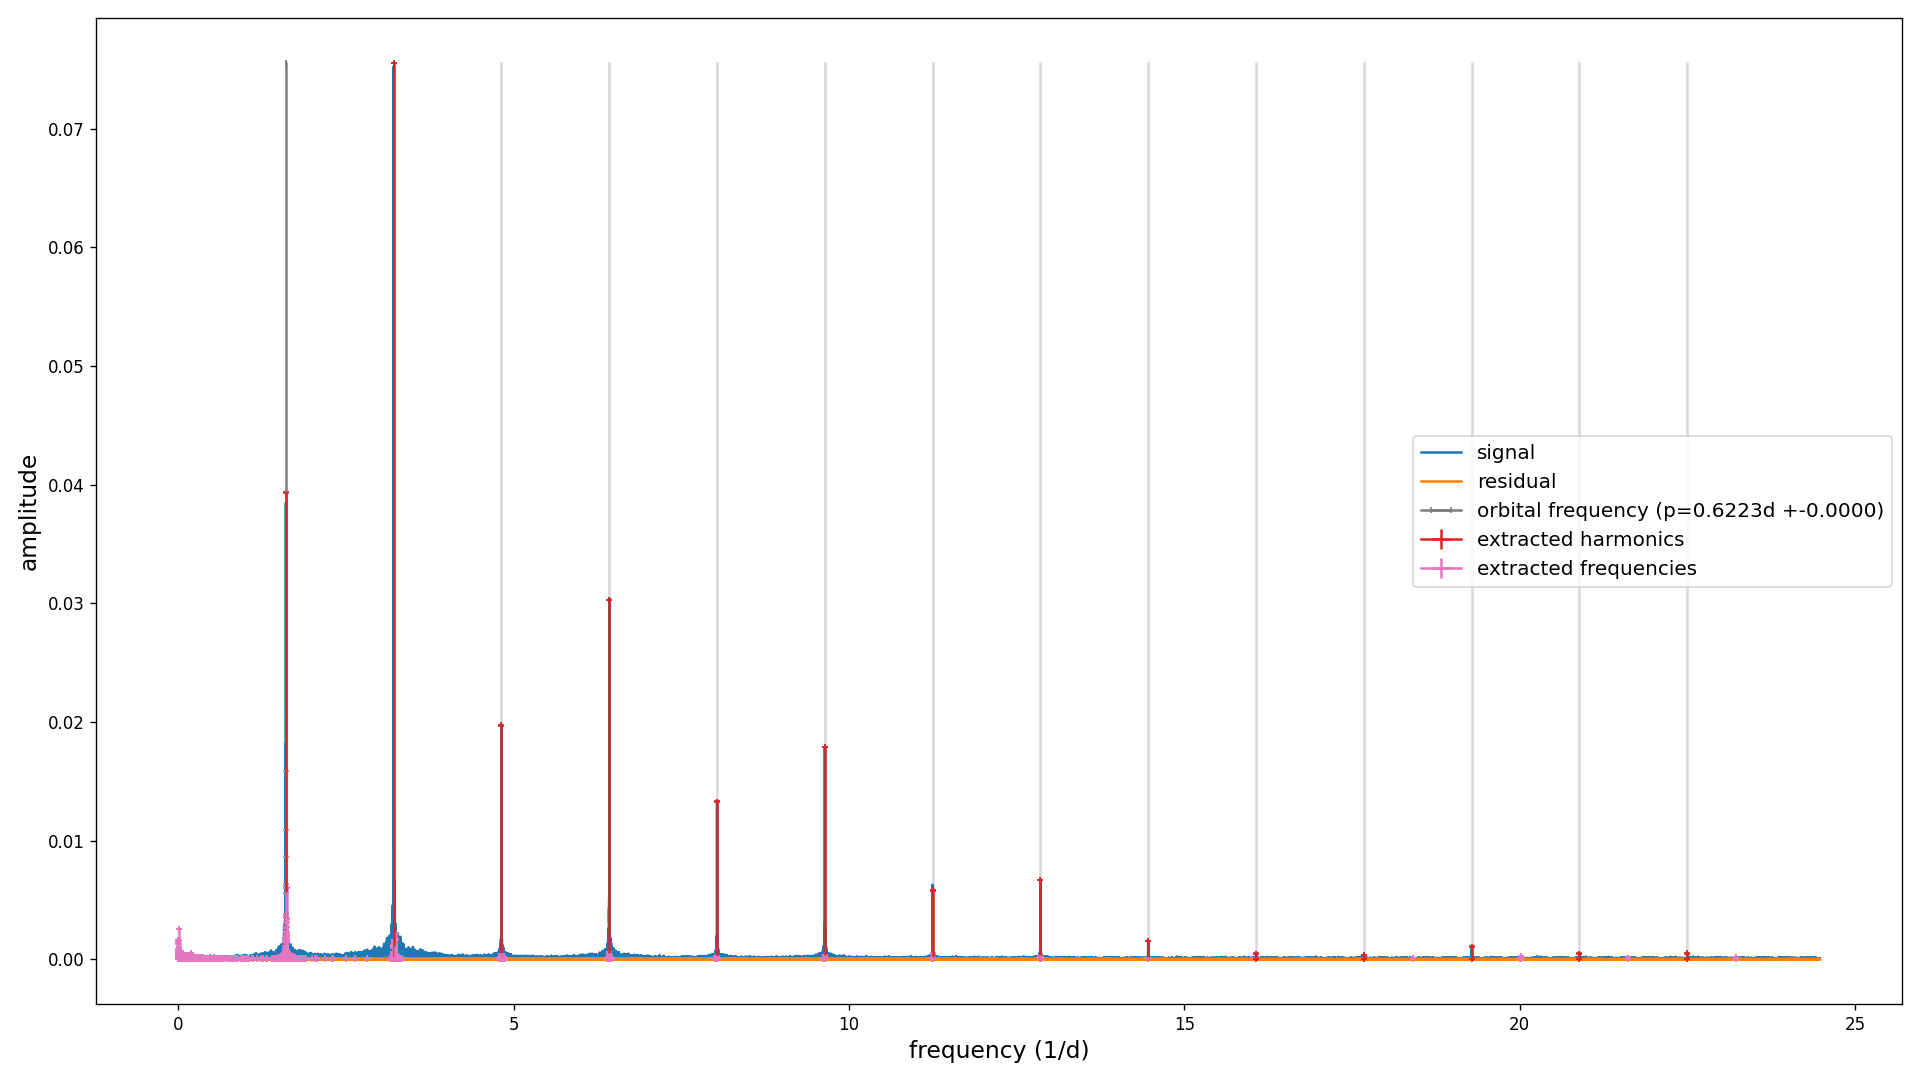 0.07
0.06
0.05
0.04
0.03
0.02
0.01
0.00
amplitude
signal
residual
orbital frequency (p=0.6223d +-0.0000)
extracted harmonics
extracted frequencies
0 5 10 15 20 25
frequency (1/d)